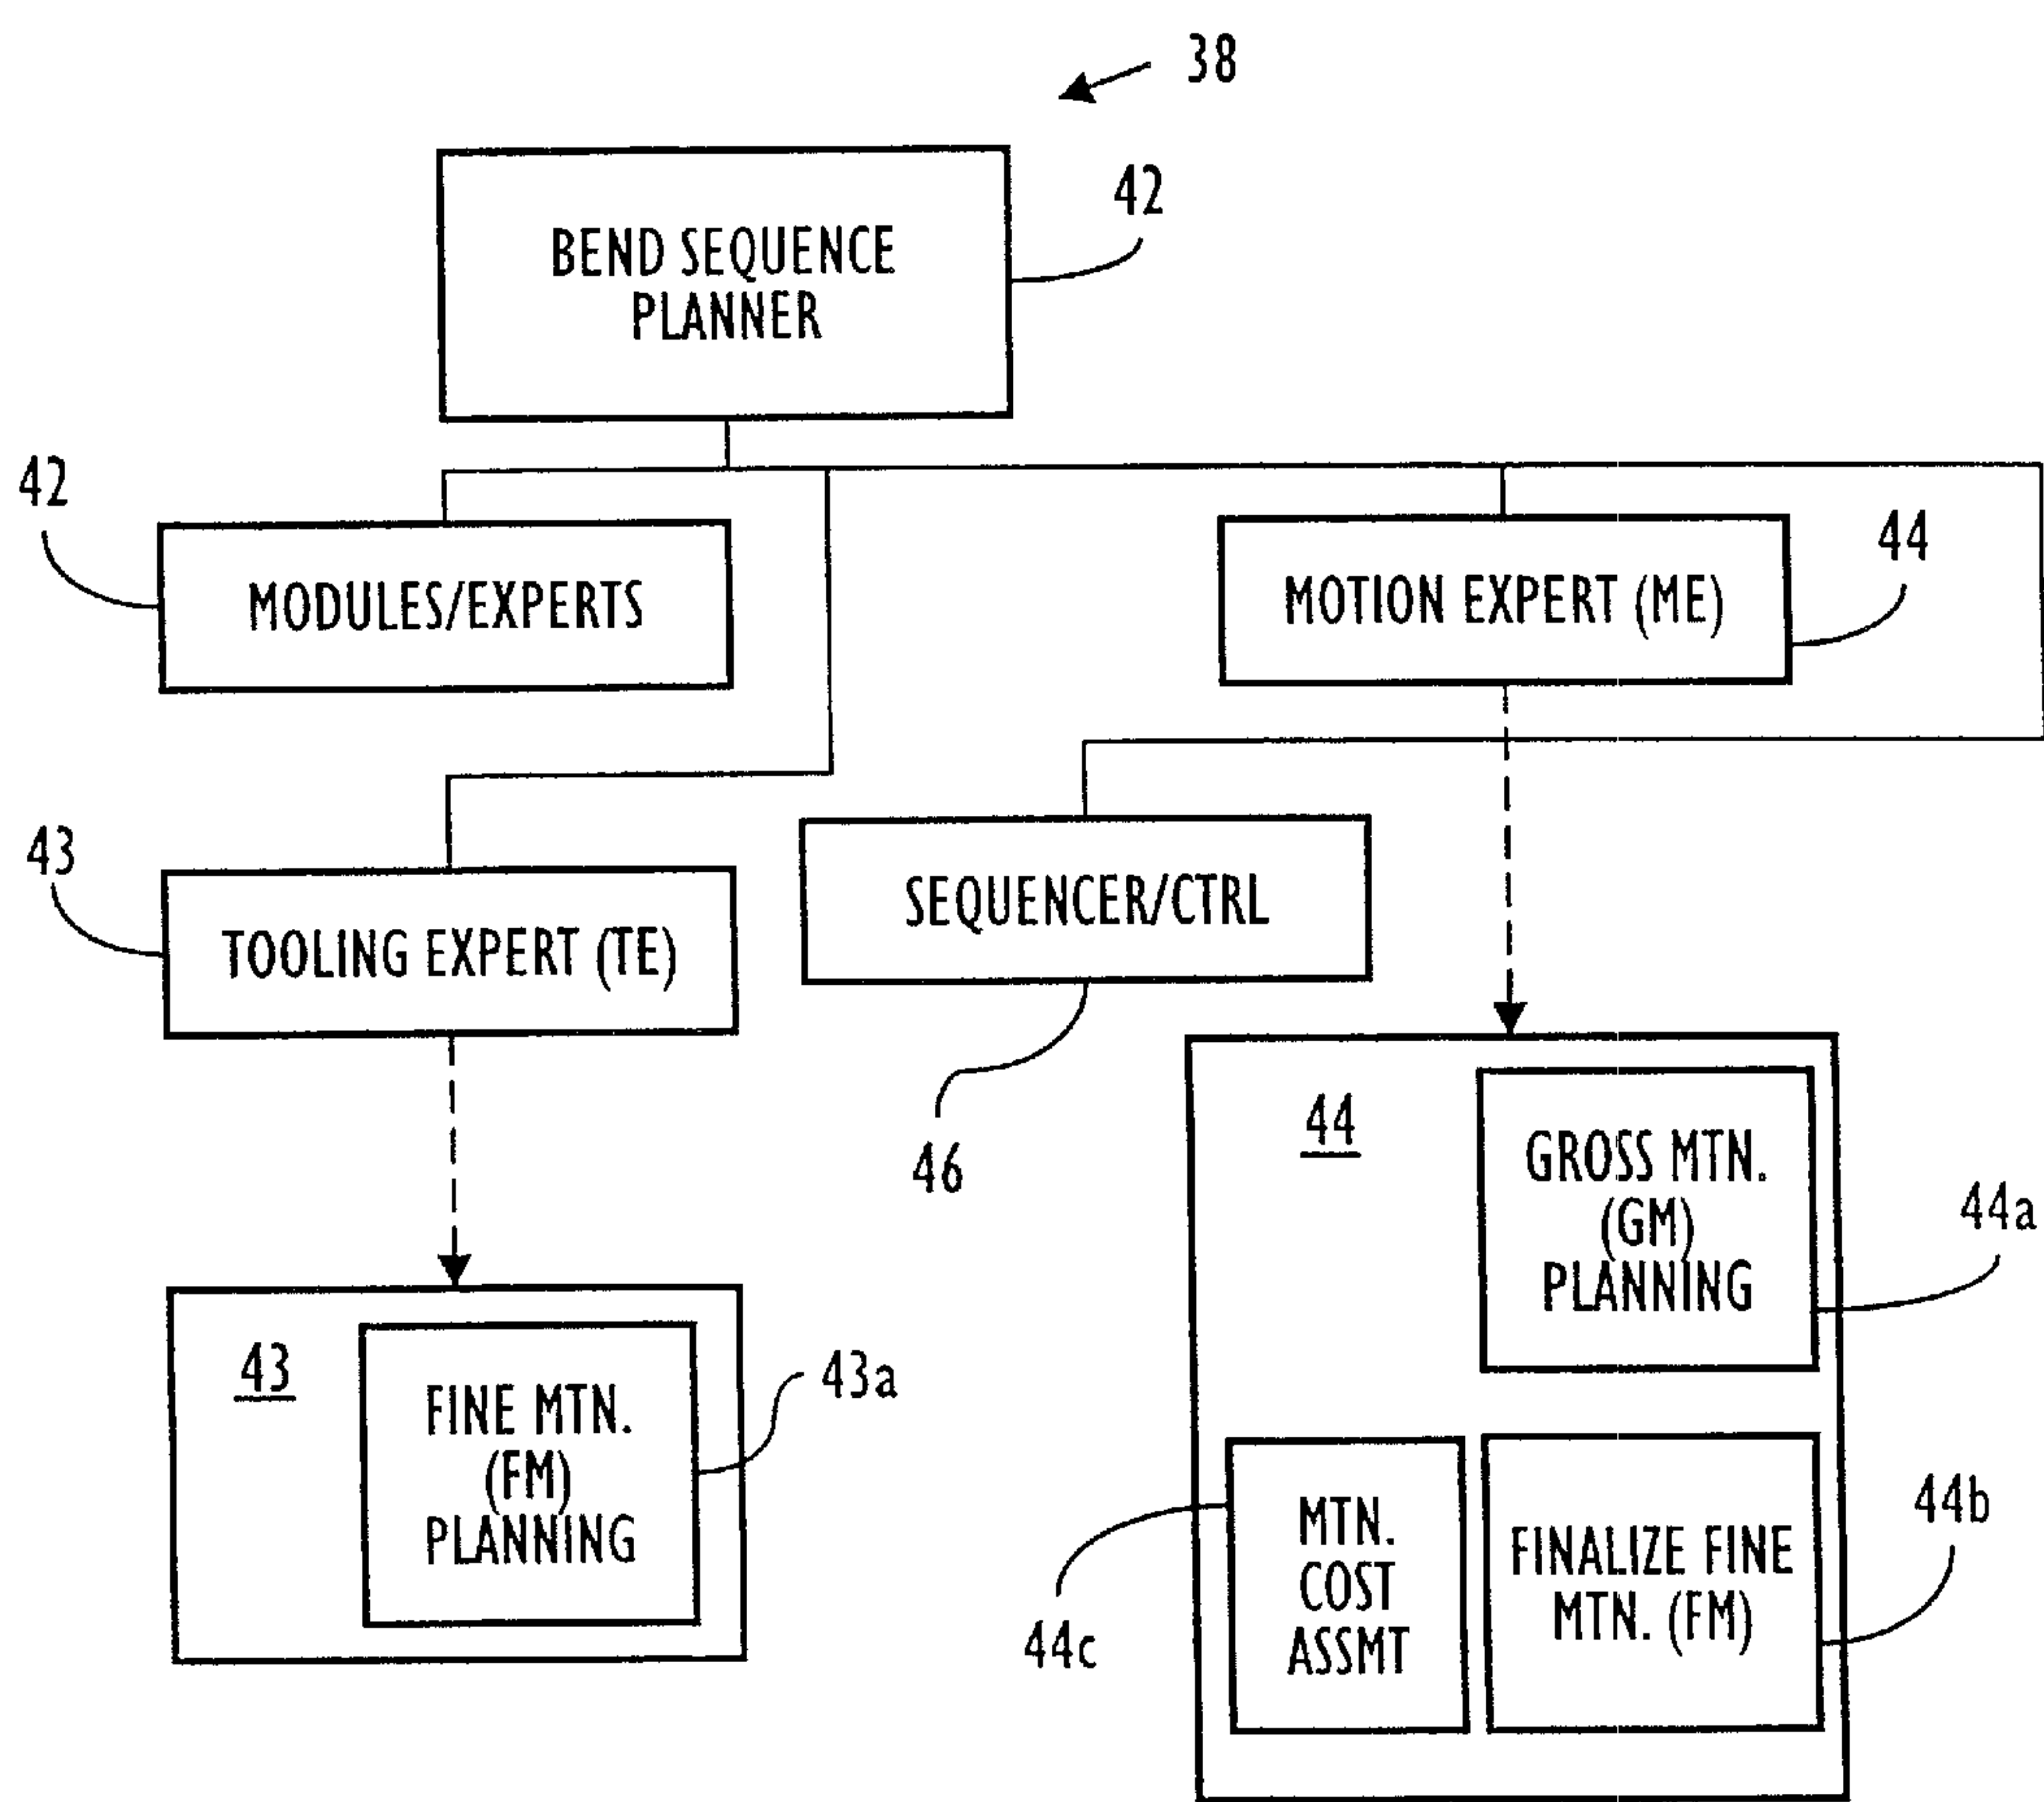 38
BEND SEQUENCE
PLANNER
42
42
MODULES/EXPERTS
MOTION EXPERT (ME)
44
43
TOOLING EXPERT (TE)
SEQUENCER/CTRL
46
44
GROSS MTN.
(GM)
PLANNING
44a
43
FINE MTN.
(FM)
PLANNING
43a
MTN.
COST
ASSMT
44c
FINALIZE FINE
MTN. (FM)
44b